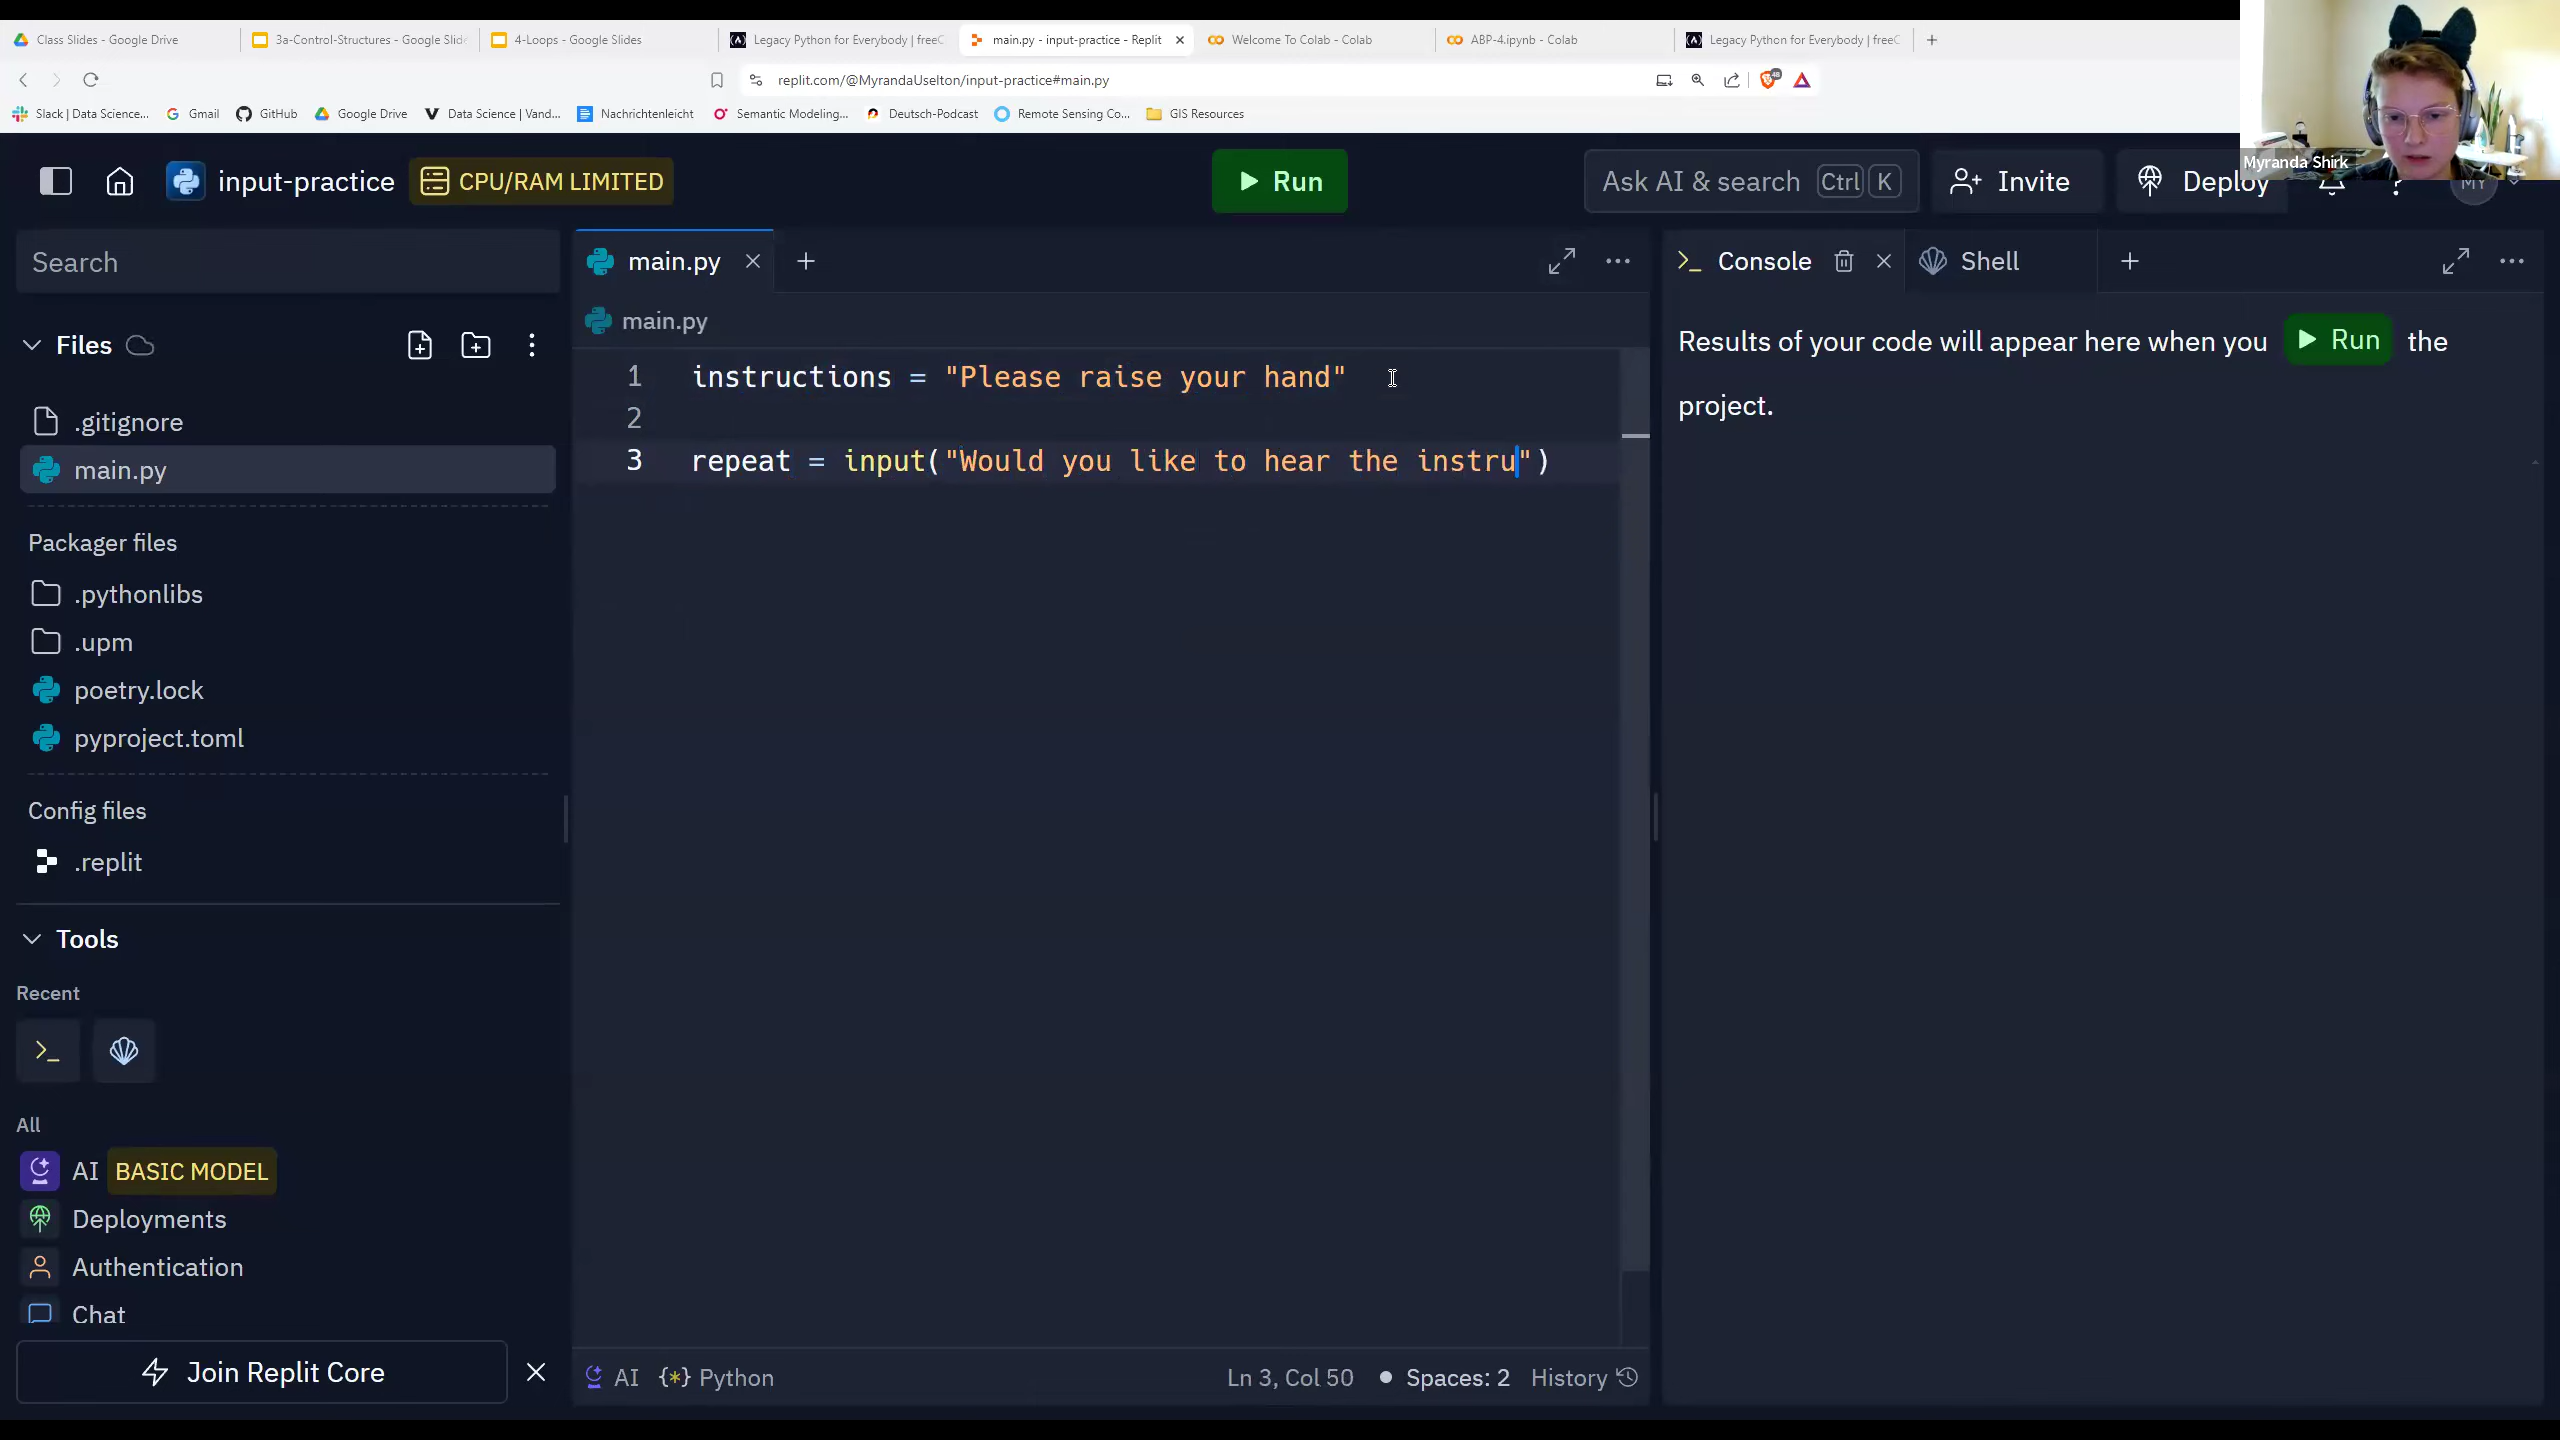 Class Slides - Google Drive
3a-Control-Structures - Google Slide
4-Loops - Google Slides
Legacy Python for Everybody | freeC
main.py - input-practice - Replit
Welcome To Colab - Colab
ABP-4.ipynb - Colab
Legacy Python for Everybody | freeC
replit.com/@MyrandaUselton/input-practice#main.py
Slack | Data Science...
Gmail
GitHub
Google Drive
Data Science | Vand...
Nachrichtenleicht
Semantic Modeling...
Deutsch-Podcast
Remote Sensing Co...
GIS Resources
Myranda Shirk
input-practice
CPU/RAM LIMITED
Run
Ask AI & search Ctrl K
Invite
Deploy
MY
Search
Files
.gitignore
main.py
Packager files
.pythonlibs
.upm
poetry.lock
pyproject.toml
Config files
.replit
Tools
Recent
All
AI BASIC MODEL
Deployments
Authentication
Chat
Join Replit Core
main.py
main.py
1 instructions = "Please raise your hand"
2
3 repeat = input("Would you like to hear the instru")
AI {*} Python
Ln 3, Col 50 Spaces: 2 History
Console
Shell
Results of your code will appear here when you Run the
project.